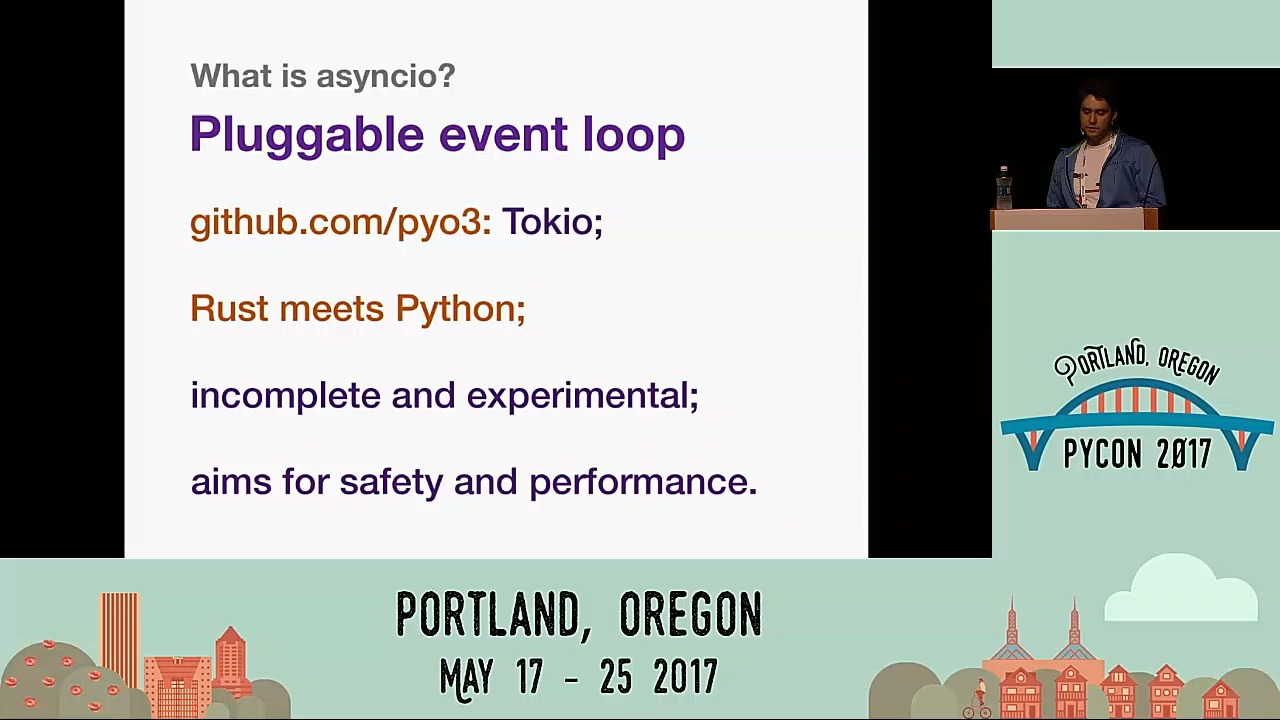 What is asyncio?
Pluggable event loop
github.com/pyo3: Tokio;
Rust meets Python;
incomplete and experimental;
aims for safety and performance.
PORTLAND, OREGON
PYCON 2017
PORTLAND, OREGON
MAY 17 - 25 2017